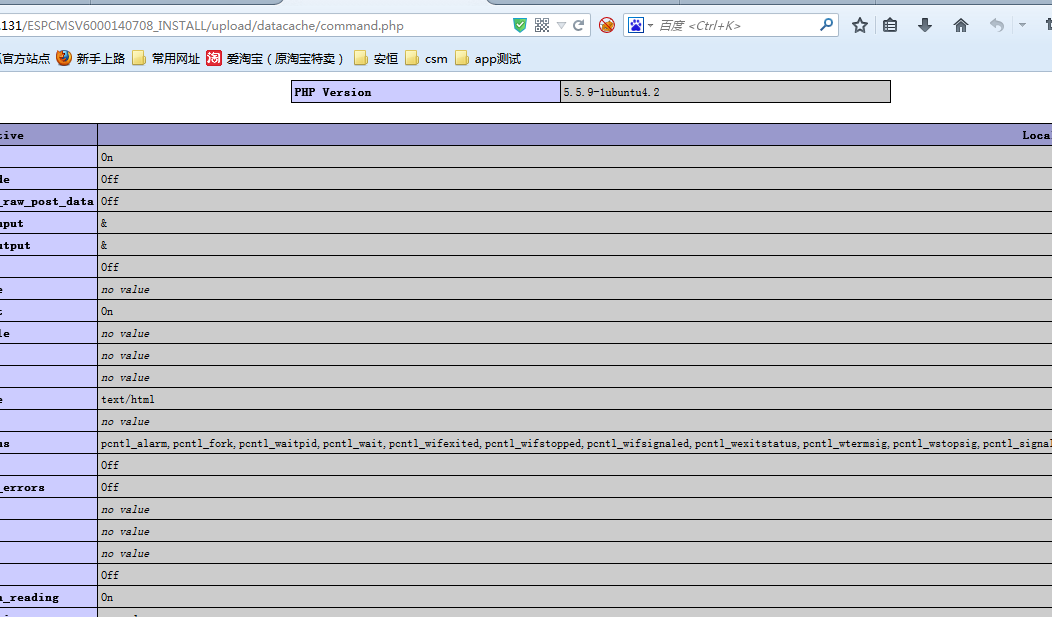 131/ESPCMSV6000140708_INSTALL/upload/datacache/command.php
百度 <Ctrl+K>
官方站点 新手上路 常用网址 淘 爱淘宝（原淘宝特卖） 安恒 csm app测试
PHP Version 5.5.9-1ubuntu4.2
tive Loca
On
le Off
_raw_post_data Off
nput &
utput &
Off
e no value
t On
le no value
no value
no value
e text/html
no value
ns pcntl_alarm,pcntl_fork,pcntl_waitpid,pcntl_wait,pcntl_wifexited,pcntl_wifstopped,pcntl_wifsignaled,pcntl_wexitstatus,pcntl_wtermsig,pcntl_wstopsig,pcntl_signal
Off
_errors Off
no value
no value
no value
Off
n_reading On